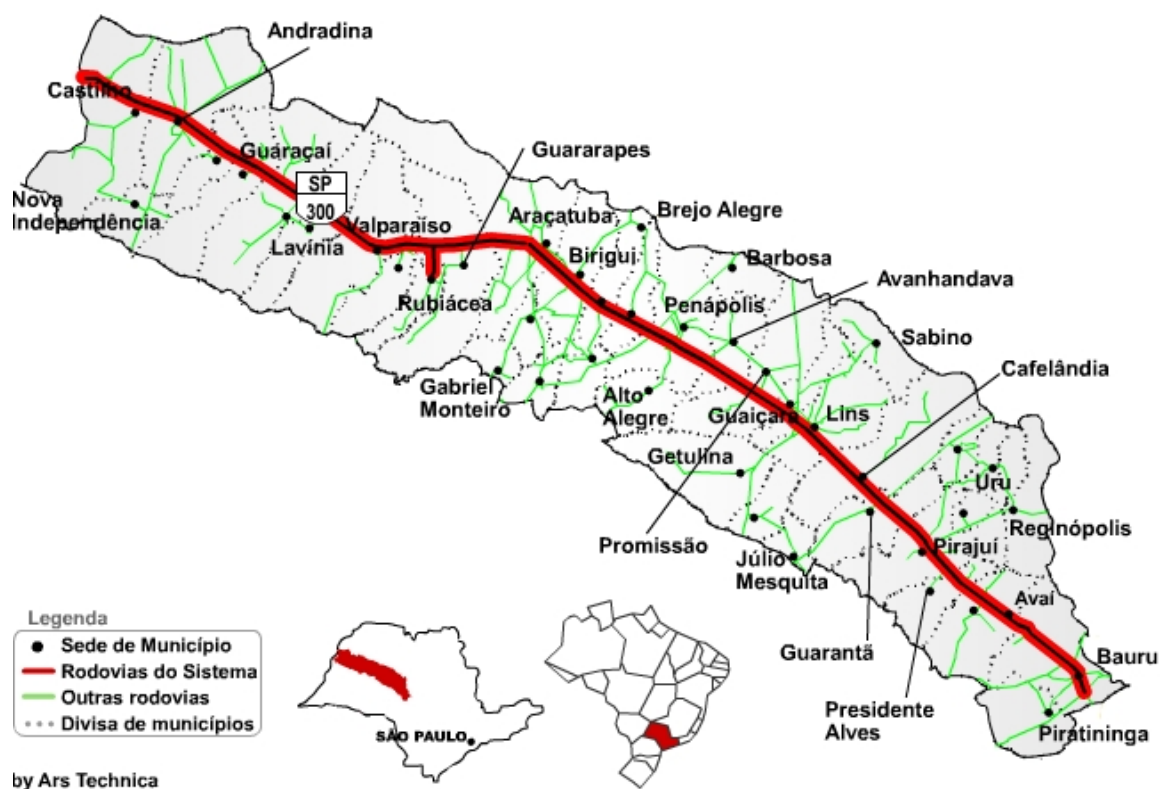 Andradina
Castilho
Guaraçaí
Guararapes
SP
300
Nova
Independência
Valparaíso
Araçatuba
Brejo Alegre
Lavínia
Birigui
Barbosa
Avanhandava
Rubiácea
Penápolis
Sabino
Cafelândia
Gabriel
Monteiro
Alto
Alegre
Guaiçara
Lins
Getulina
Uru
Reginópolis
Promissão
Pirajuí
Júlio
Mesquita
Avaí
Guarantã
Bauru
Presidente
Alves
Piratininga
Legenda
Sede de Município
Rodovias do Sistema
Outras rodovias
Divisa de municípios
SÃO PAULO
by Ars Technica